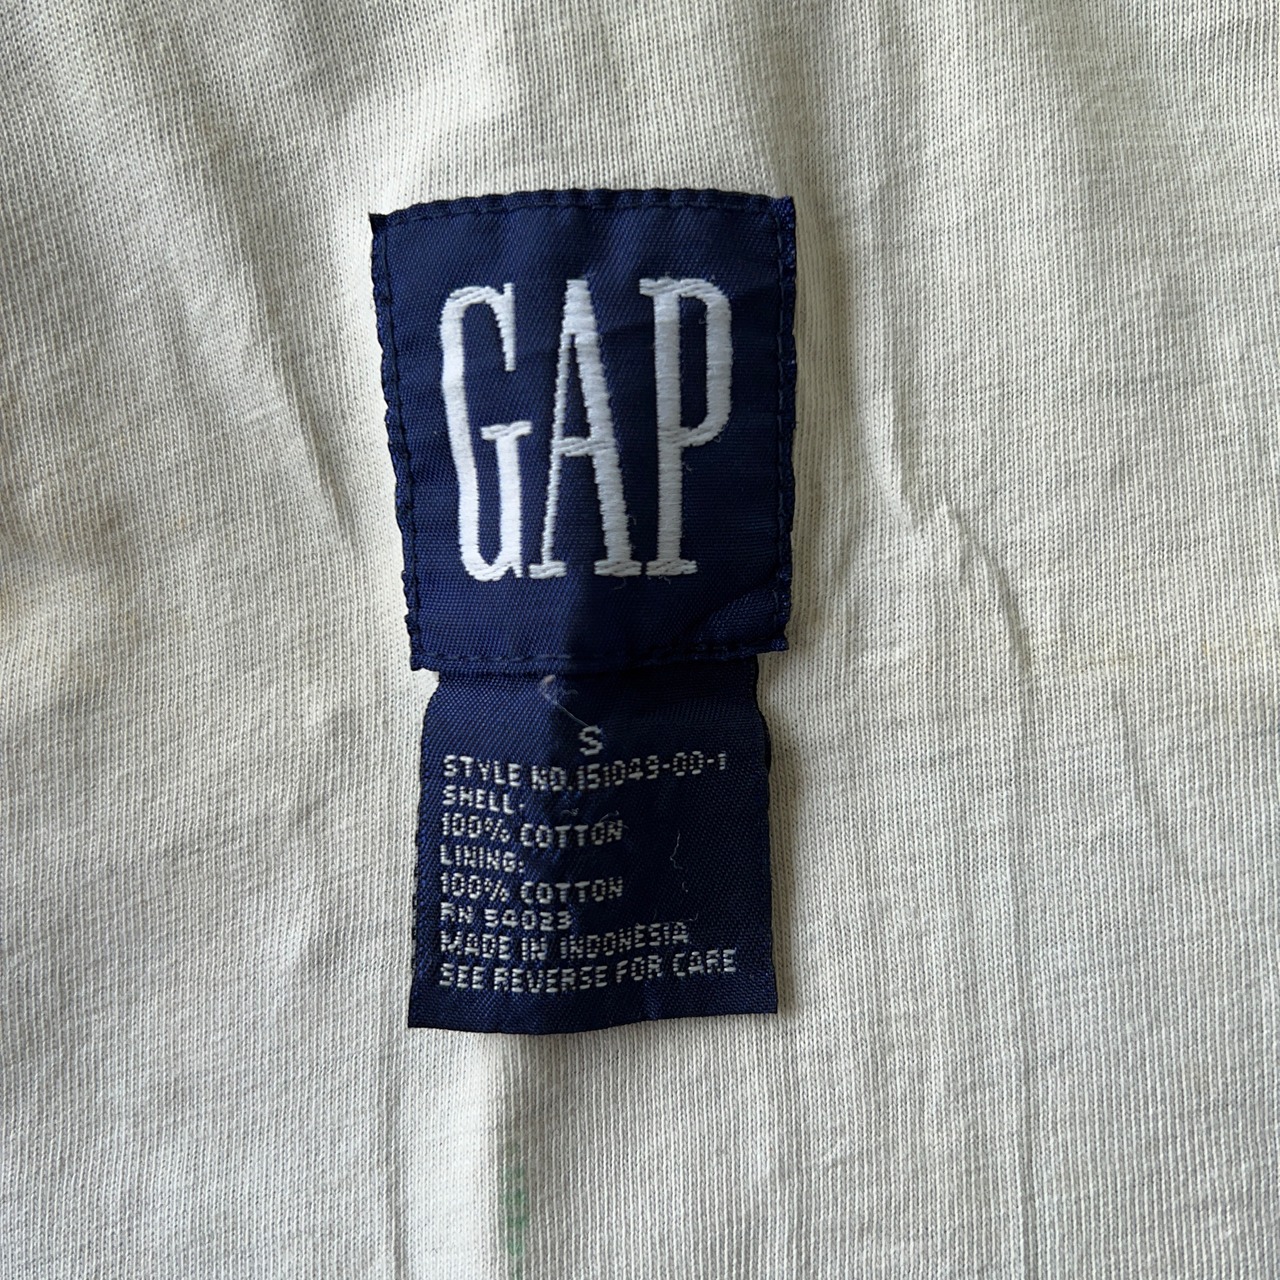 GAP
S
STYLE NO.151049-00-1
SHELL:
100% COTTON
LINING:
100% COTTON
RN 54023
MADE IN INDONESIA
SEE REVERSE FOR CARE